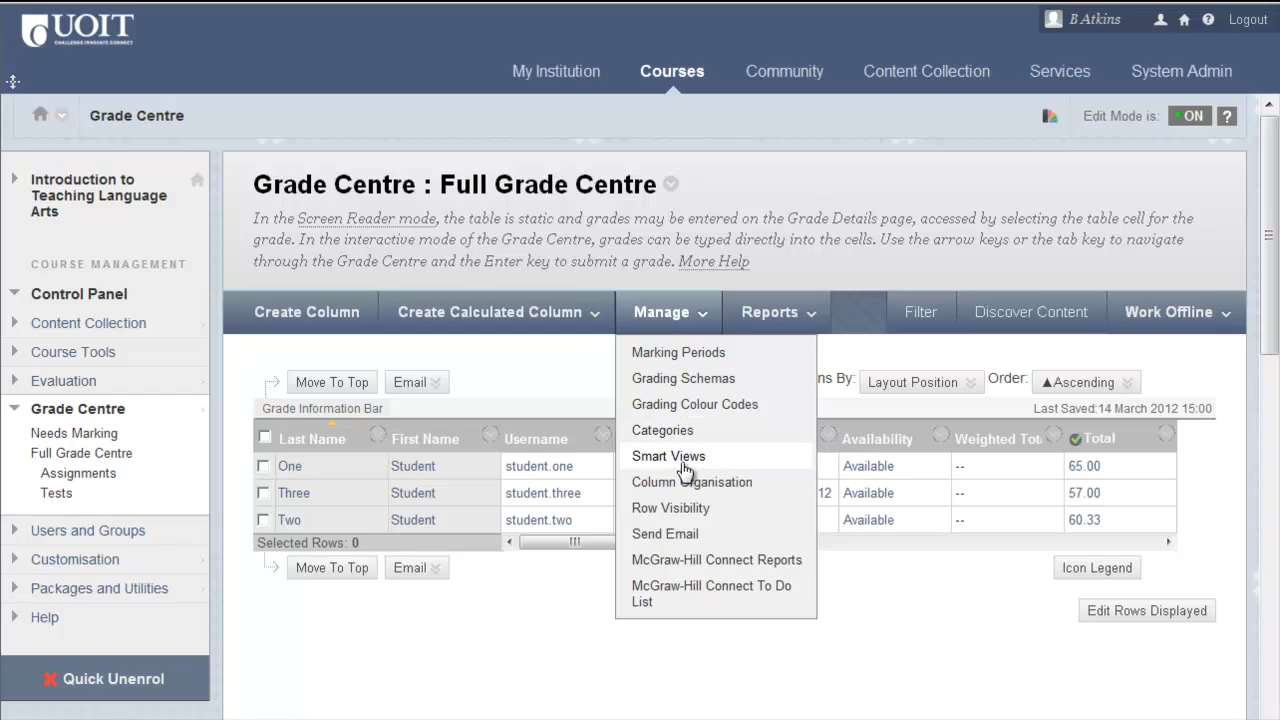 UOIT
CHALLENGE INNOVATE CONNECT
B Atkins
Logout
My Institution
Courses
Community
Content Collection
Services
System Admin
Grade Centre
Edit Mode is:
ON
?
Introduction to
Teaching Language
Arts
COURSE MANAGEMENT
Control Panel
Content Collection
Course Tools
Evaluation
Grade Centre
Needs Marking
Full Grade Centre
Assignments
Tests
Users and Groups
Customisation
Packages and Utilities
Help
Quick Unenrol
Grade Centre : Full Grade Centre
In the Screen Reader mode, the table is static and grades may be entered on the Grade Details page, accessed by selecting the table cell for the
grade. In the interactive mode of the Grade Centre, grades can be typed directly into the cells. Use the arrow keys or the tab key to navigate
through the Grade Centre and the Enter key to submit a grade. More Help
Create Column
Create Calculated Column
Manage
Reports
Filter
Discover Content
Work Offline
Marking Periods
Grading Schemas
Grading Colour Codes
Categories
Smart Views
Column Organisation
Row Visibility
Send Email
McGraw-Hill Connect Reports
McGraw-Hill Connect To Do
List
Move To Top
Email
ns By:
Layout Position
Order:
Ascending
Grade Information Bar
Last Saved:14 March 2012 15:00
Last Name
First Name
Username
Availability
Weighted Tot
Total
One
Student
student.one
Available
--
65.00
Three
Student
student.three
12
Available
--
57.00
Two
Student
student.two
Available
--
60.33
Selected Rows: 0
Move To Top
Email
Icon Legend
Edit Rows Displayed